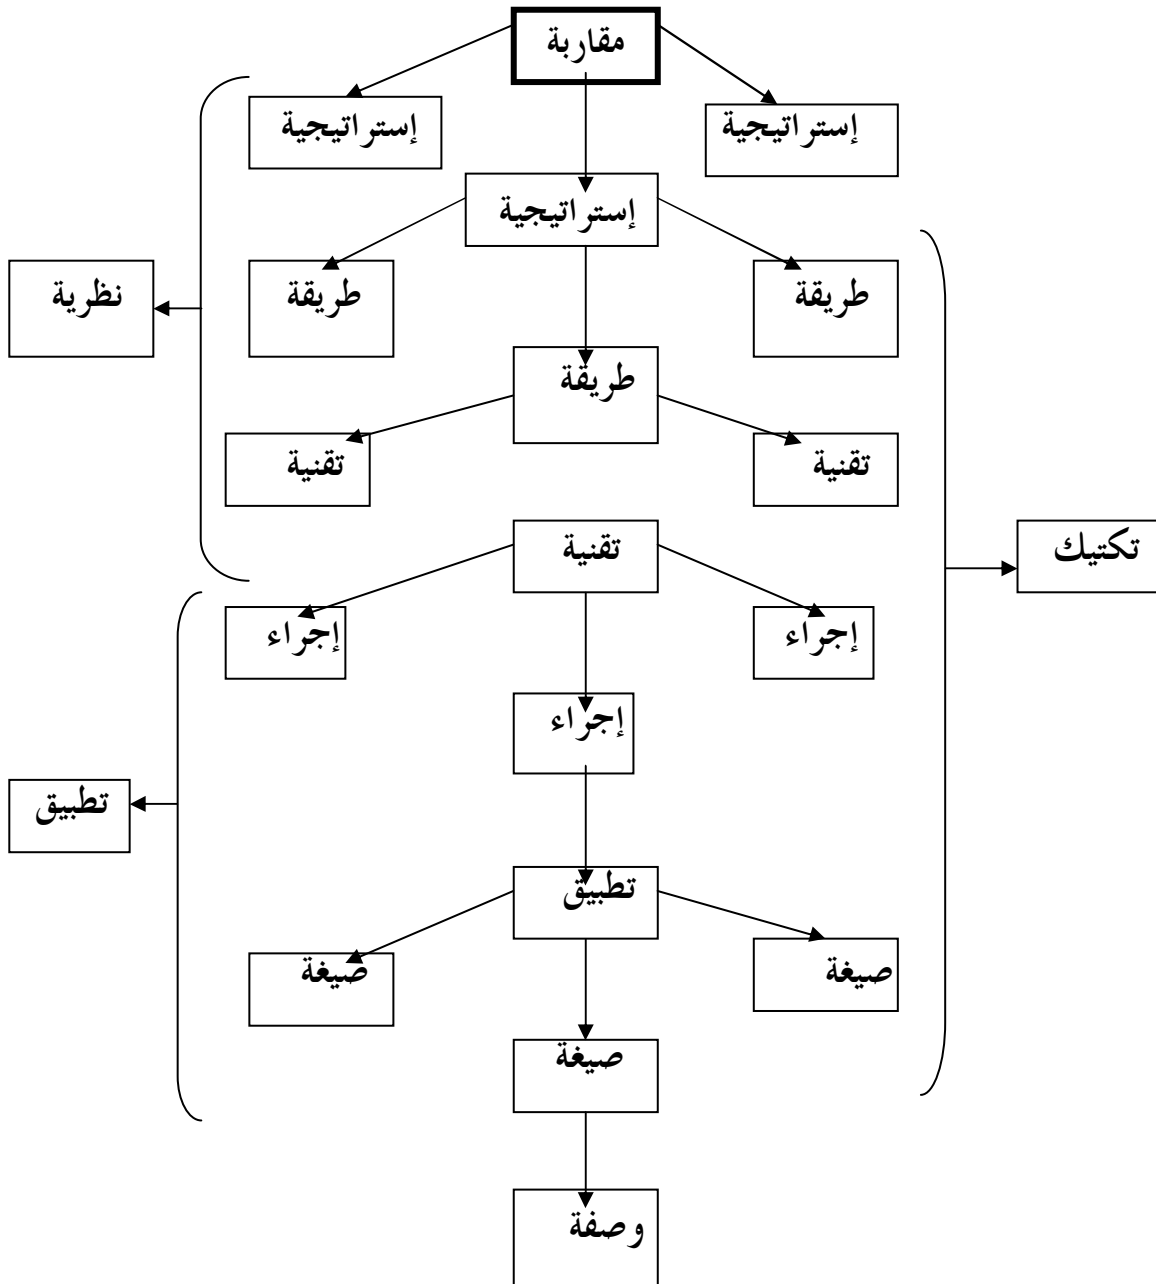 مقاربة
إستراتيجية
إستراتيجية
إستراتيجية
طريقة
طريقة
نظرية
طريقة
تقنية
تقنية
تقنية
تكتيك
إجراء
إجراء
إجراء
تطبيق
تطبيق
صيغة
صيغة
صيغة
وصفة